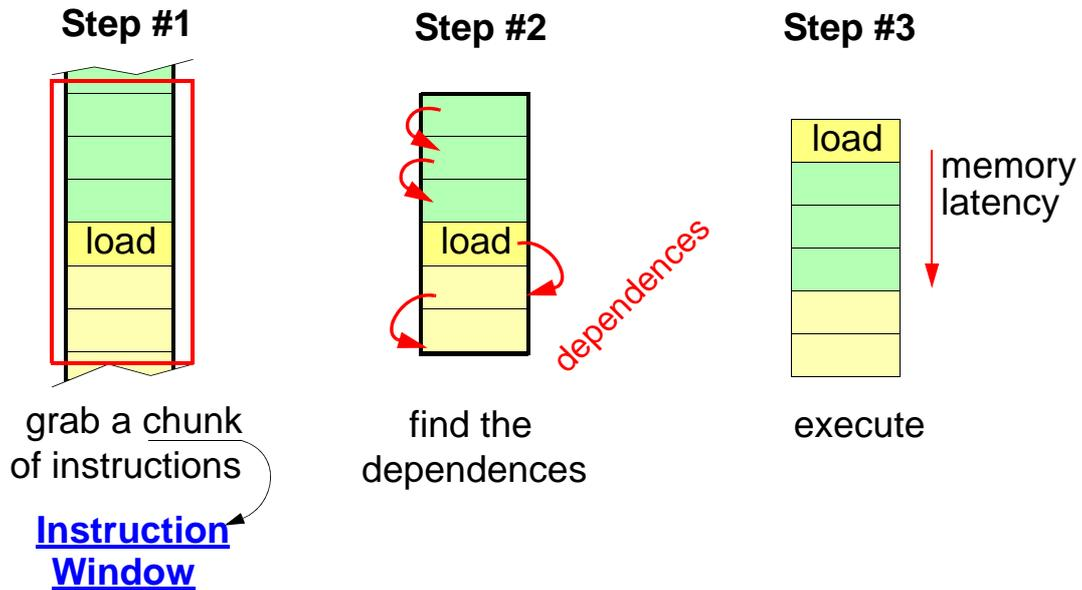 Step #1
load
grab a chunk
of instructions
Instruction
Window
Step #2
load
dependences
find the
dependences
Step #3
load
memory
latency
execute